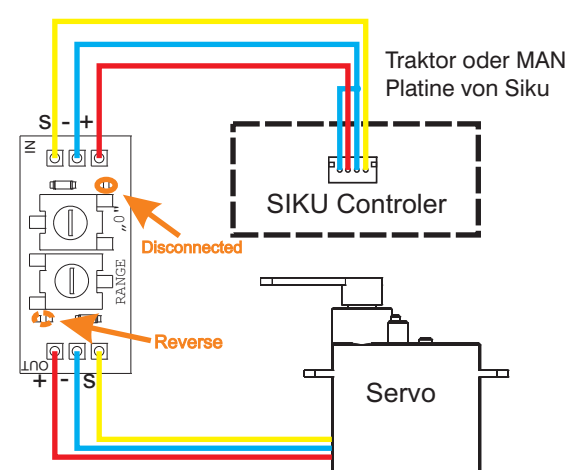 Traktor oder MAN
Platine von Siku
S - +
IN
SIKU Controler
„0"
Disconnected
RANGE
Reverse
OUT
+ - S
Servo